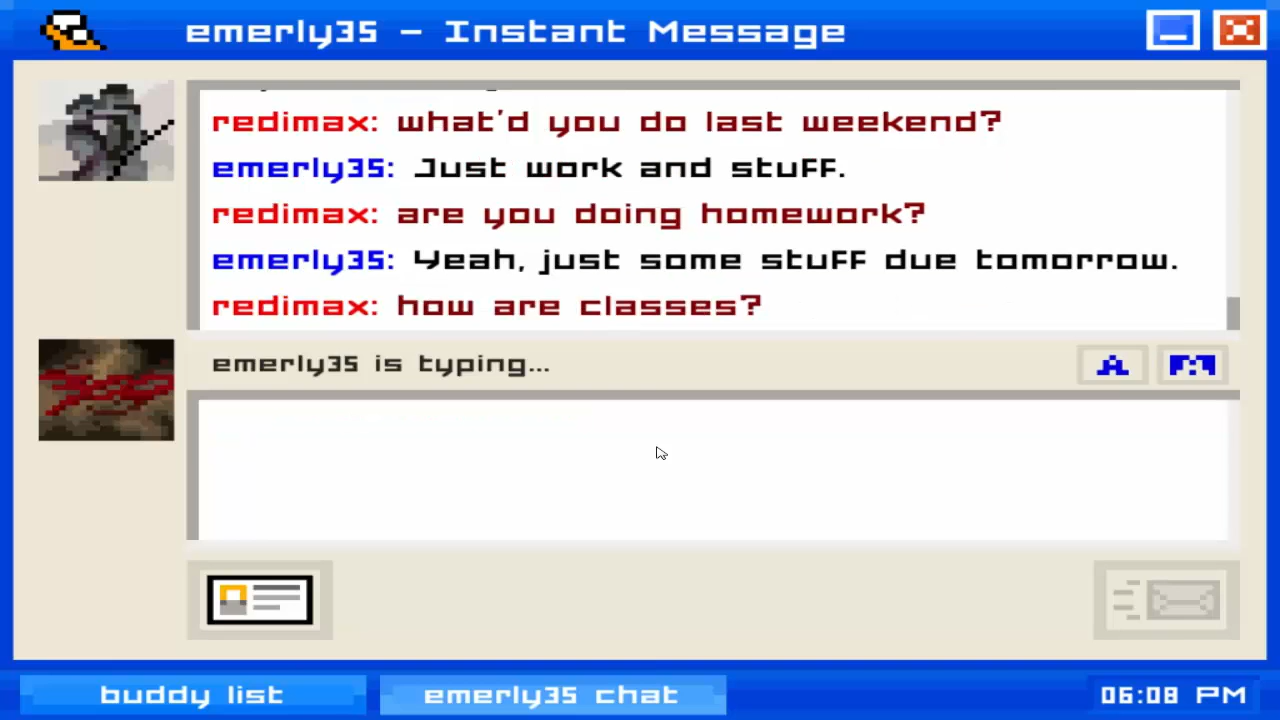 emerly35 - Instant Message
redimax: what'd you do last weekend?
emerly35: Just work and stuff.
redimax: are you doing homework?
emerly35: Yeah, just some stuff due tomorrow.
redimax: how are classes?
emerly35 is typing...
A
buddy list
emerly35 chat
06:08 PM